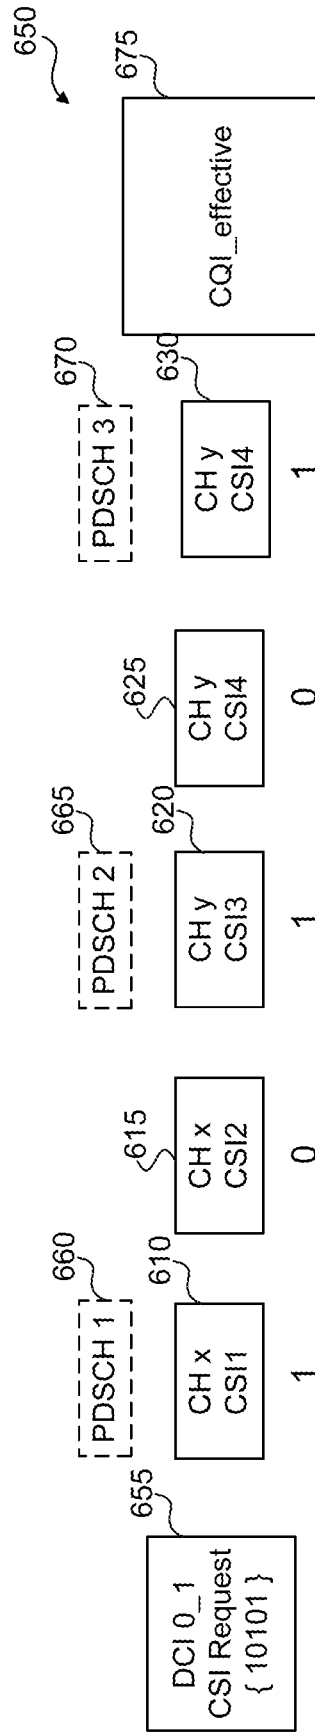 650
655
DCI 0_1
CSI Request
{ 10101 }
660
PDSCH 1
610
CH x
CSI1
1
615
CH x
CSI2
0
665
PDSCH 2
620
CH y
CSI3
1
625
CH y
CSI4
0
670
PDSCH 3
630
CH y
CSI4
1
675
CQI_effective